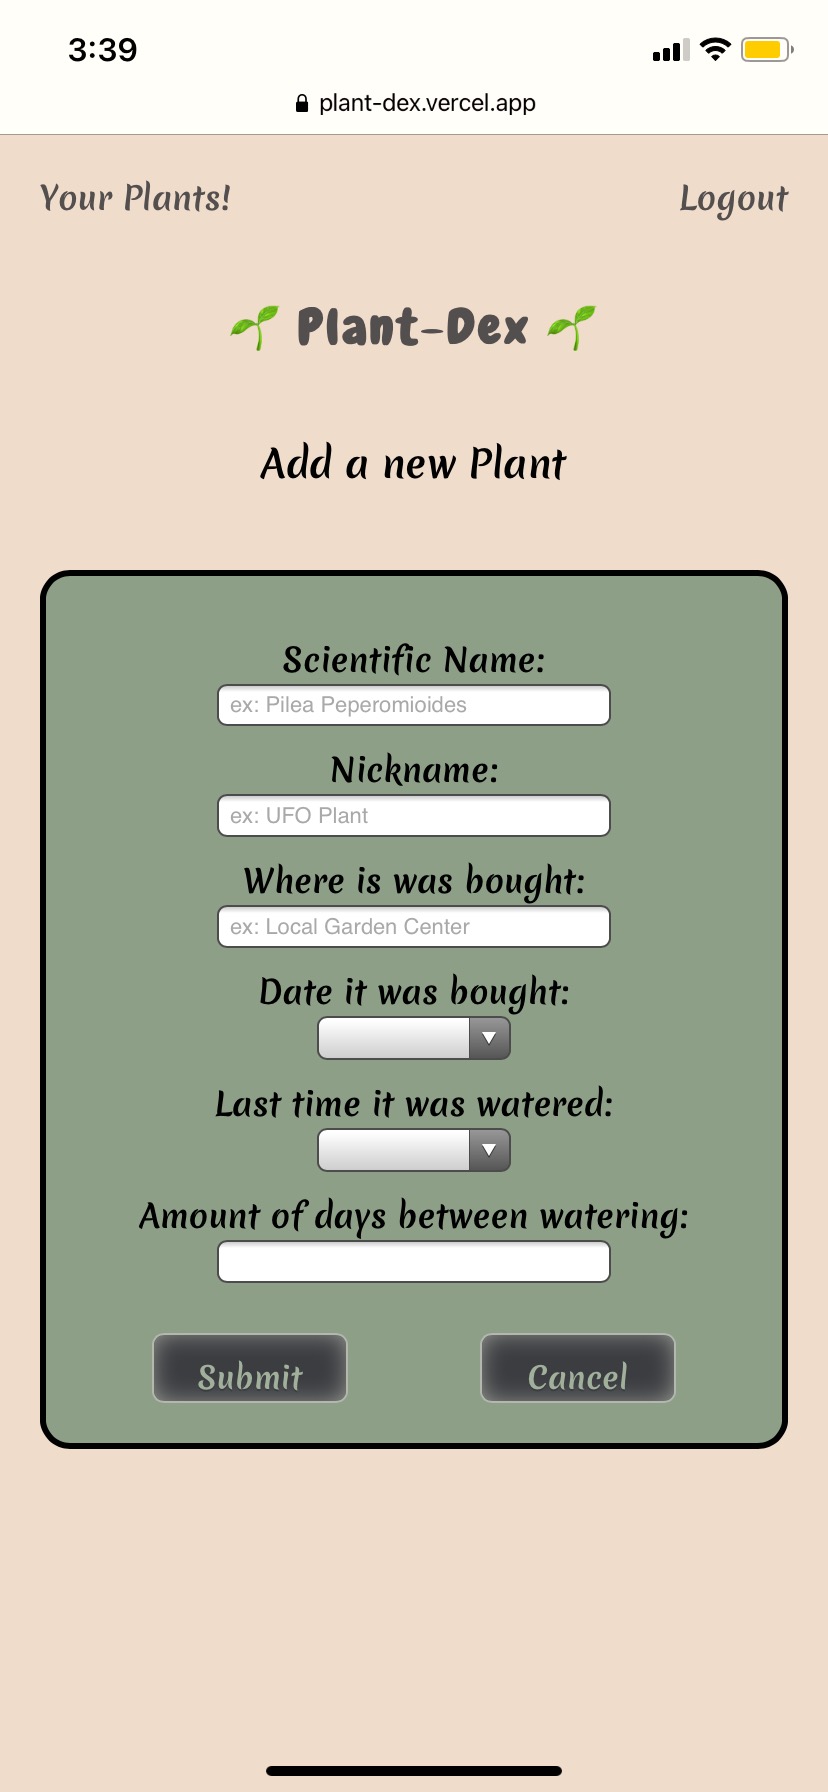 3:39
plant-dex.vercel.app
Your Plants! Logout
🌱 Plant-Dex 🌱
Add a new Plant
Scientific Name:
ex: Pilea Peperomioides
Nickname:
ex: UFO Plant
Where is was bought:
ex: Local Garden Center
Date it was bought:
Last time it was watered:
Amount of days between watering:
Submit Cancel